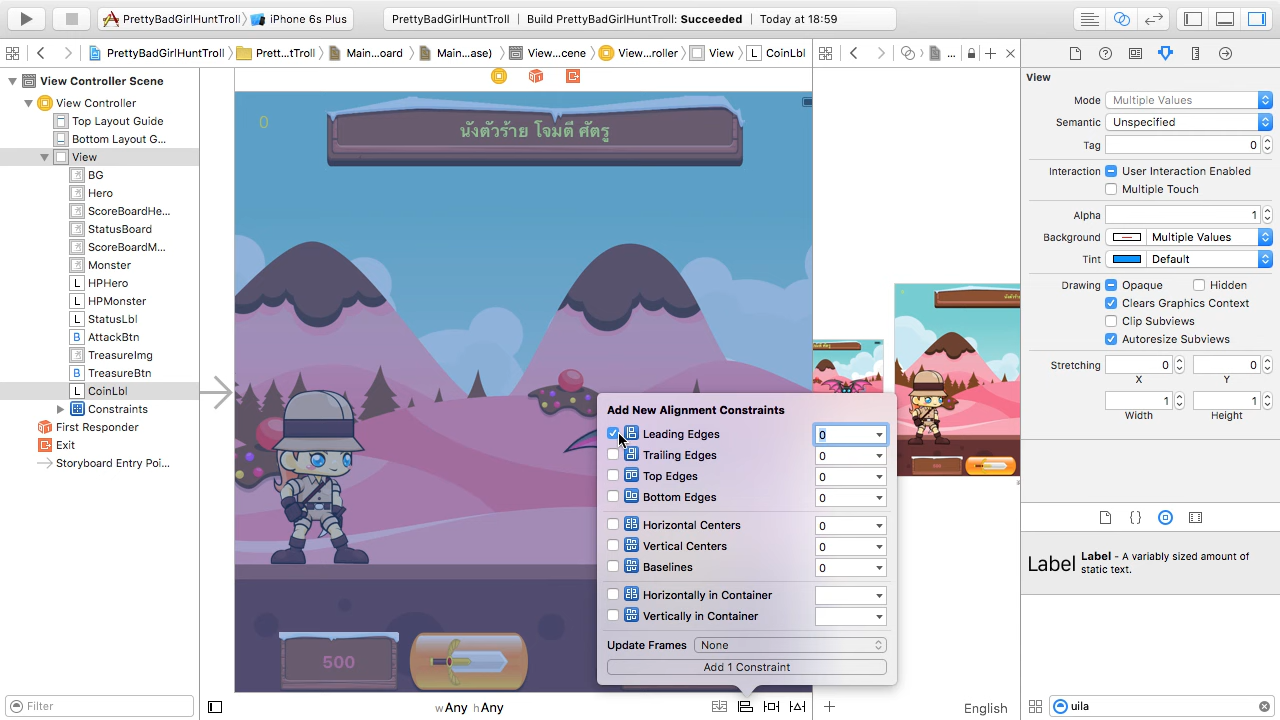 PrettyBadGirlHuntTroll
iPhone 6s Plus
PrettyBadGirlHuntTroll | Build PrettyBadGirlHuntTroll: Succeeded | Today at 18:59
PrettyBadGirlHuntTroll
Prett...tTroll
Main...oard
Main...ase)
View...cene
View...roller
View
L CoinLbl
...
View Controller Scene
View Controller
Top Layout Guide
Bottom Layout G...
View
BG
Hero
ScoreBoardHe...
StatusBoard
ScoreBoardM...
Monster
L HPHero
L HPMonster
L StatusLbl
B AttackBtn
TreasureImg
B TreasureBtn
L CoinLbl
Constraints
First Responder
Exit
Storyboard Entry Poi...
Filter
0
นังตัวร้าย โจมตี ศัตรู
500
Add New Alignment Constraints
Leading Edges 0
Trailing Edges 0
Top Edges 0
Bottom Edges 0
Horizontal Centers 0
Vertical Centers 0
Baselines 0
Horizontally in Container
Vertically in Container
Update Frames None
Add 1 Constraint
wAny hAny
English
View
Mode Multiple Values
Semantic Unspecified
Tag 0
Interaction User Interaction Enabled
Multiple Touch
Alpha 1
Background Multiple Values
Tint Default
Drawing Opaque Hidden
Clears Graphics Context
Clip Subviews
Autoresize Subviews
Stretching 0 0
X Y
1 1
Width Height
{}
Label Label - A variably sized amount of
static text.
uila